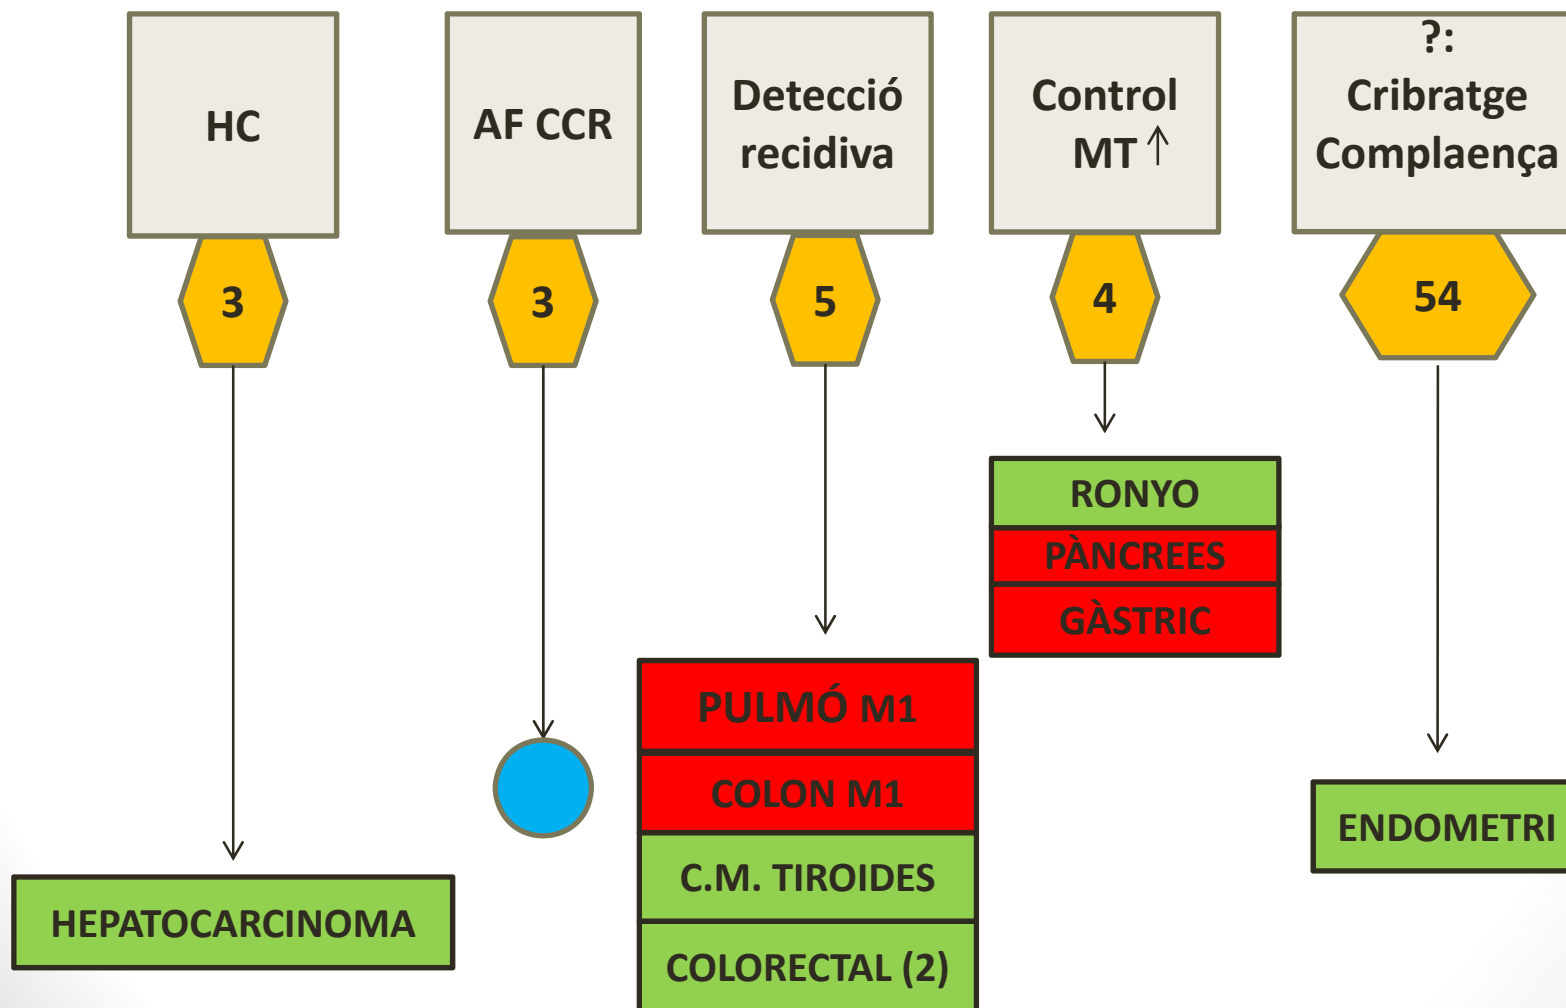 HC
3
HEPATOCARCINOMA
AF CCR
3
Detecció
recidiva
5
PULMÓ M1
COLON M1
C.M. TIROIDES
COLORECTAL (2)
Control
MT ↑
4
RONYO
PÀNCREES
GÀSTRIC
?:
Cribratge
Complaença
54
ENDOMETRI